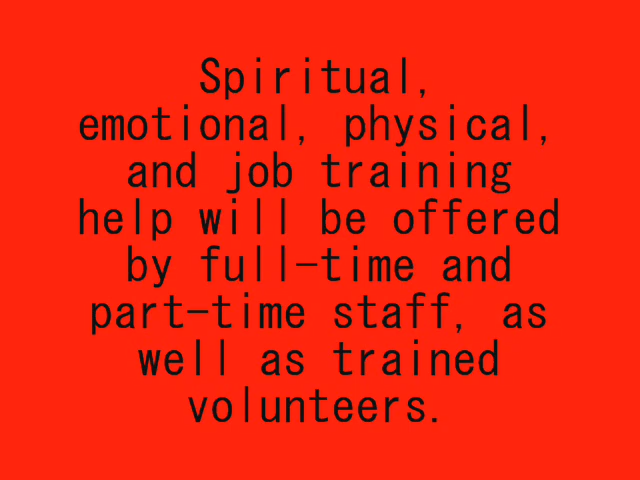 Spiritual,
emotional, physical,
and job training
help will be offered
by full-time and
part-time staff, as
well as trained
volunteers.